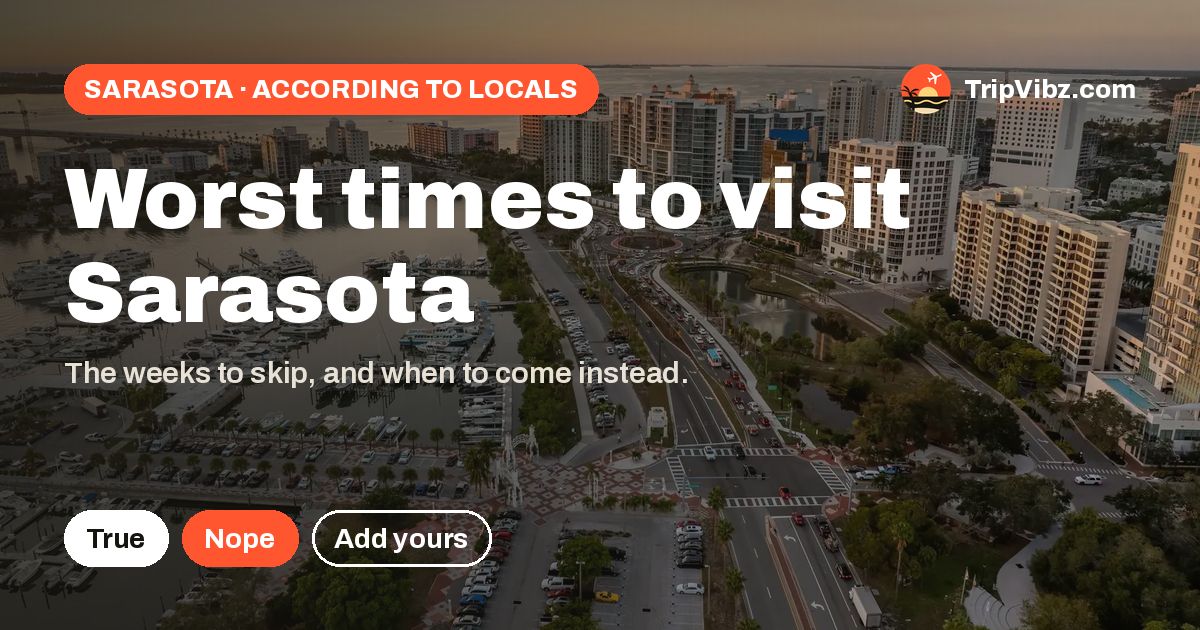 SARASOTA · ACCORDING TO LOCALS
TripVibz.com
Worst times to visit
Sarasota
The weeks to skip, and when to come instead.
True
Nope
Add yours